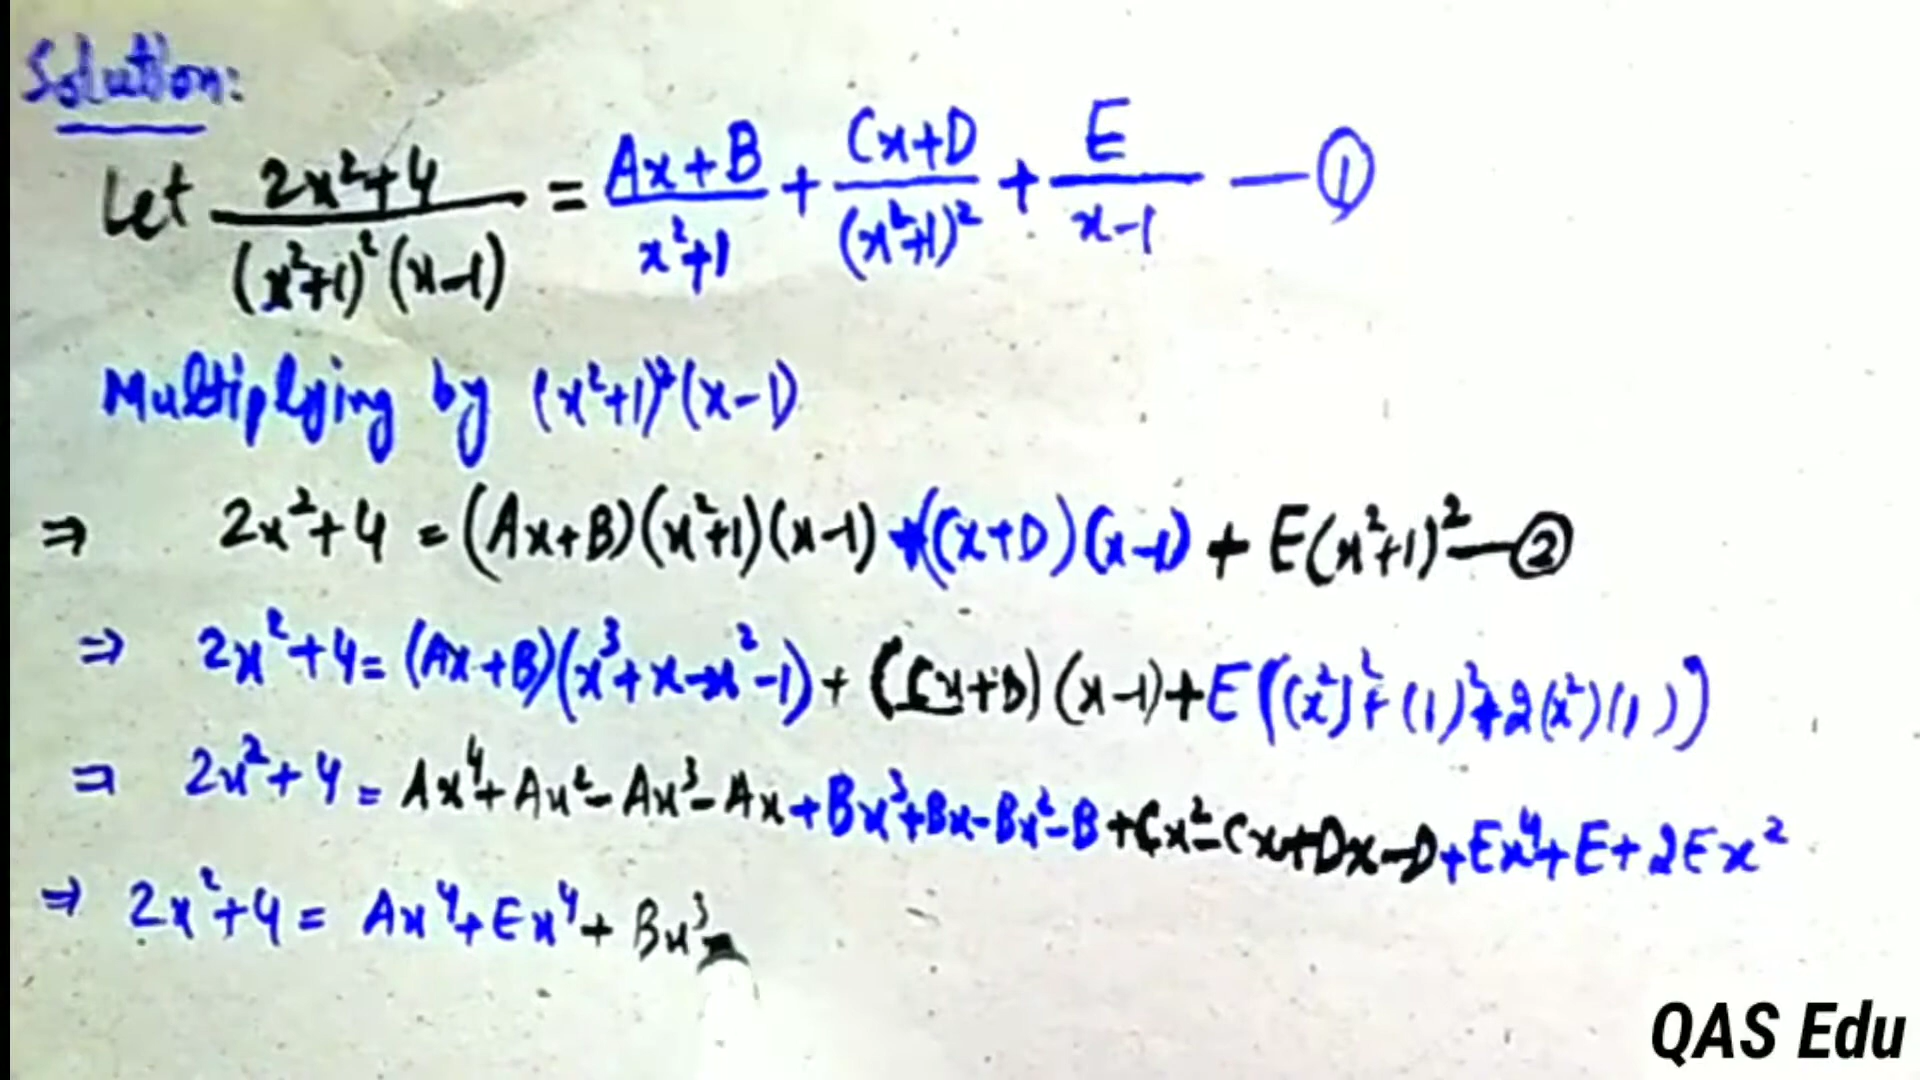 Solution:
Let (2x²+4)/((x²+1)²(x-1)) = (Ax+B)/(x²+1) + (Cx+D)/(x²+1)² + E/(x-1) — ①
Multiplying by (x²+1)²(x-1)
⇒ 2x²+4 = (Ax+B)(x²+1)(x-1)+(Cx+D)(x-1) + E(x²+1)² — ②
⇒ 2x²+4 = (Ax+B)(x³+x-x²-1) + (Cx+D)(x-1)+E((x²)²+(1)²+2(x²)(1))
⇒ 2x²+4 = Ax⁴+Ax²-Ax³-Ax+Bx³+Bx-Bx²-B+Cx²-Cx+Dx-D+Ex⁴+E+2Ex²
⇒ 2x²+4 = Ax⁴+Ex⁴+Bx³-
QAS Edu